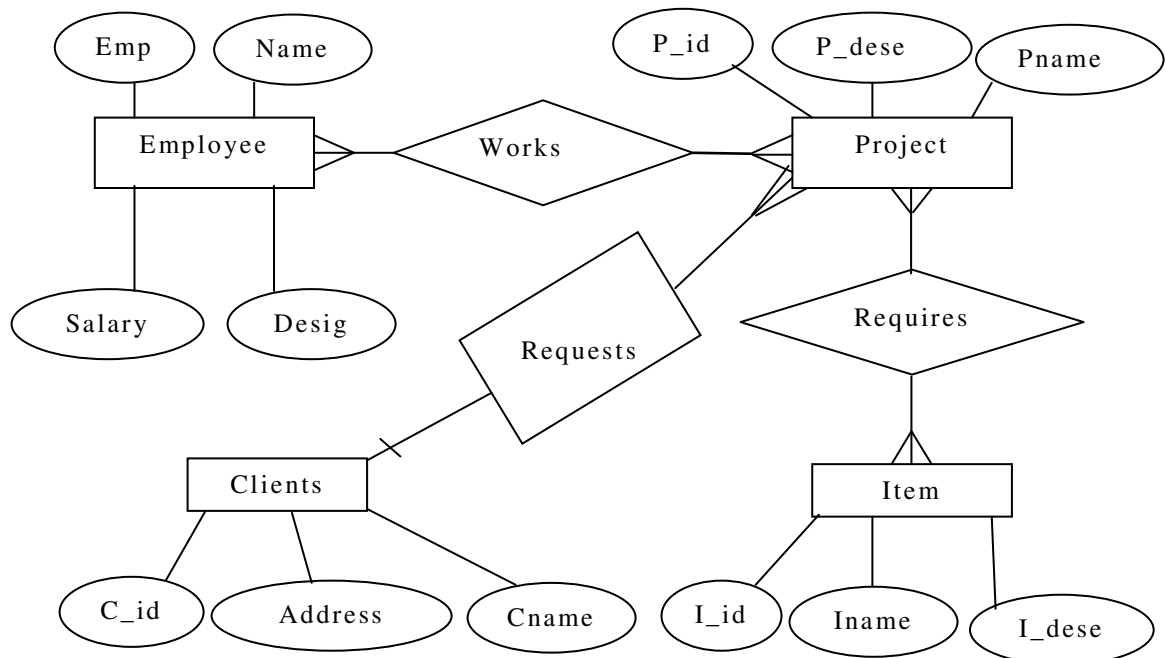 Emp
Name
P_id
P_dese
Pname
Employee
Works
Project
Salary
Desig
Requests
Requires
Clients
Item
C_id
Address
Cname
I_id
Iname
I_dese